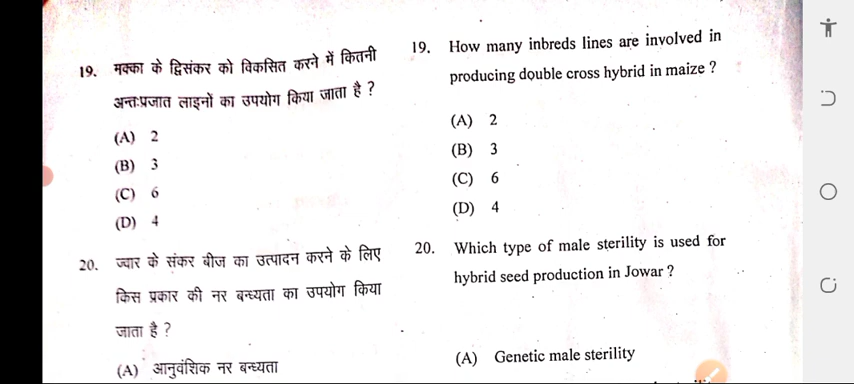 19. मक्का के द्विसंकर को विकसित करने में कितनी
अन्तःप्रजात लाइनों का उपयोग किया जाता है ?
(A) 2
(B) 3
(C) 6
(D) 4
20. ज्वार के संकर बीज का उत्पादन करने के लिए
किस प्रकार की नर बन्ध्यता का उपयोग किया
जाता है ?
(A) आनुवंशिक नर बन्ध्यता
19. How many inbreds lines are involved in
producing double cross hybrid in maize ?
(A) 2
(B) 3
(C) 6
(D) 4
20. Which type of male sterility is used for
hybrid seed production in Jowar ?
(A) Genetic male sterility